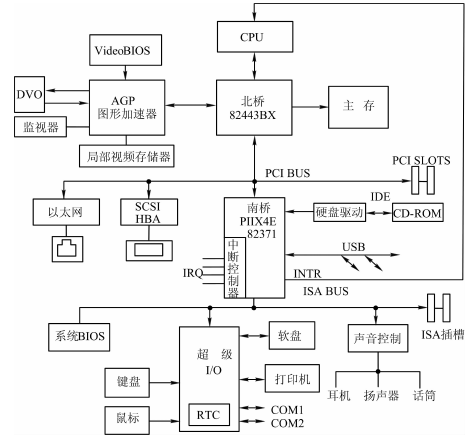 CPU
VideoBIOS
DVO
AGP
图形加速器
北桥
82443BX
主存
监视器
局部视频存储器
PCI BUS
PCI SLOTS
以太网
SCSI
HBA
南桥
PIIX4E
82371
IDE
硬盘驱动
CD-ROM
USB
中断控制器
IRQ
INTR
ISA BUS
系统BIOS
超级
I/O
软盘
声音控制
ISA插槽
键盘
打印机
耳机 扬声器 话筒
鼠标
RTC
COM1
COM2